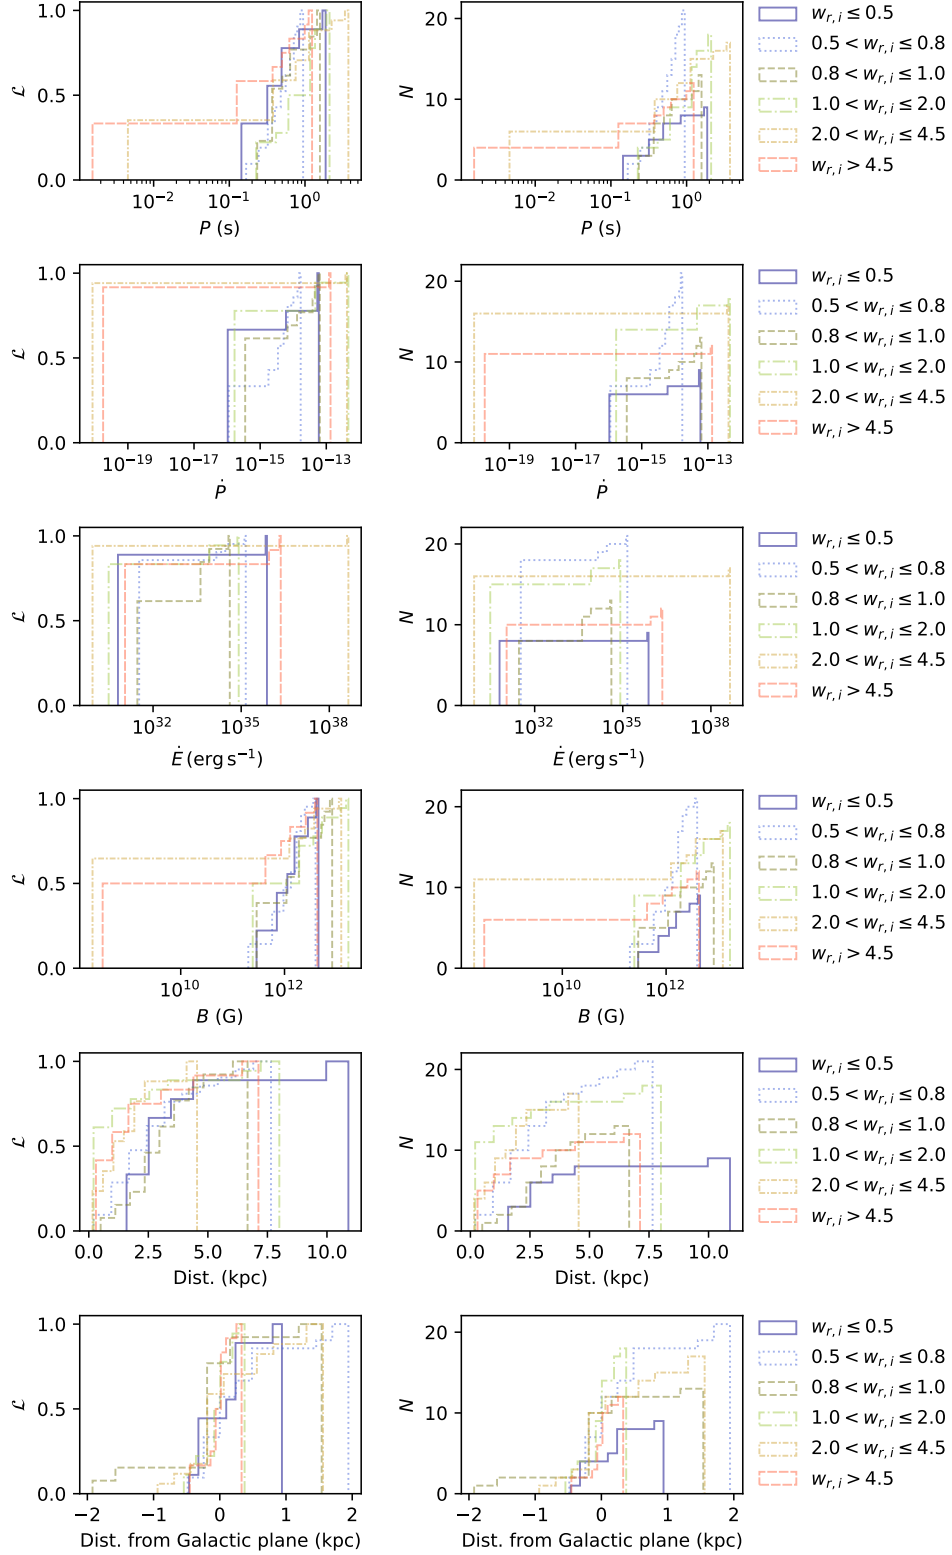 1.0
0.5
0.0
ℒ
10⁻² 10⁻¹ 10⁰
P (s)
20
10
0
N
10⁻² 10⁻¹ 10⁰
P (s)
w_{r,i} ≤ 0.5
0.5 < w_{r,i} ≤ 0.8
0.8 < w_{r,i} ≤ 1.0
1.0 < w_{r,i} ≤ 2.0
2.0 < w_{r,i} ≤ 4.5
w_{r,i} > 4.5
1.0
0.5
0.0
ℒ
10⁻¹⁹ 10⁻¹⁷ 10⁻¹⁵ 10⁻¹³
Ṗ
20
10
0
N
10⁻¹⁹ 10⁻¹⁷ 10⁻¹⁵ 10⁻¹³
Ṗ
w_{r,i} ≤ 0.5
0.5 < w_{r,i} ≤ 0.8
0.8 < w_{r,i} ≤ 1.0
1.0 < w_{r,i} ≤ 2.0
2.0 < w_{r,i} ≤ 4.5
w_{r,i} > 4.5
1.0
0.5
0.0
ℒ
10³² 10³⁵ 10³⁸
Ė (erg s⁻¹)
20
10
0
N
10³² 10³⁵ 10³⁸
Ė (erg s⁻¹)
w_{r,i} ≤ 0.5
0.5 < w_{r,i} ≤ 0.8
0.8 < w_{r,i} ≤ 1.0
1.0 < w_{r,i} ≤ 2.0
2.0 < w_{r,i} ≤ 4.5
w_{r,i} > 4.5
1.0
0.5
0.0
ℒ
10¹⁰ 10¹²
B (G)
20
10
0
N
10¹⁰ 10¹²
B (G)
w_{r,i} ≤ 0.5
0.5 < w_{r,i} ≤ 0.8
0.8 < w_{r,i} ≤ 1.0
1.0 < w_{r,i} ≤ 2.0
2.0 < w_{r,i} ≤ 4.5
w_{r,i} > 4.5
1.0
0.5
0.0
ℒ
0.0 2.5 5.0 7.5 10.0
Dist. (kpc)
20
10
0
N
0.0 2.5 5.0 7.5 10.0
Dist. (kpc)
w_{r,i} ≤ 0.5
0.5 < w_{r,i} ≤ 0.8
0.8 < w_{r,i} ≤ 1.0
1.0 < w_{r,i} ≤ 2.0
2.0 < w_{r,i} ≤ 4.5
w_{r,i} > 4.5
1.0
0.5
0.0
ℒ
−2 −1 0 1 2
Dist. from Galactic plane (kpc)
20
10
0
N
−2 −1 0 1 2
Dist. from Galactic plane (kpc)
w_{r,i} ≤ 0.5
0.5 < w_{r,i} ≤ 0.8
0.8 < w_{r,i} ≤ 1.0
1.0 < w_{r,i} ≤ 2.0
2.0 < w_{r,i} ≤ 4.5
w_{r,i} > 4.5